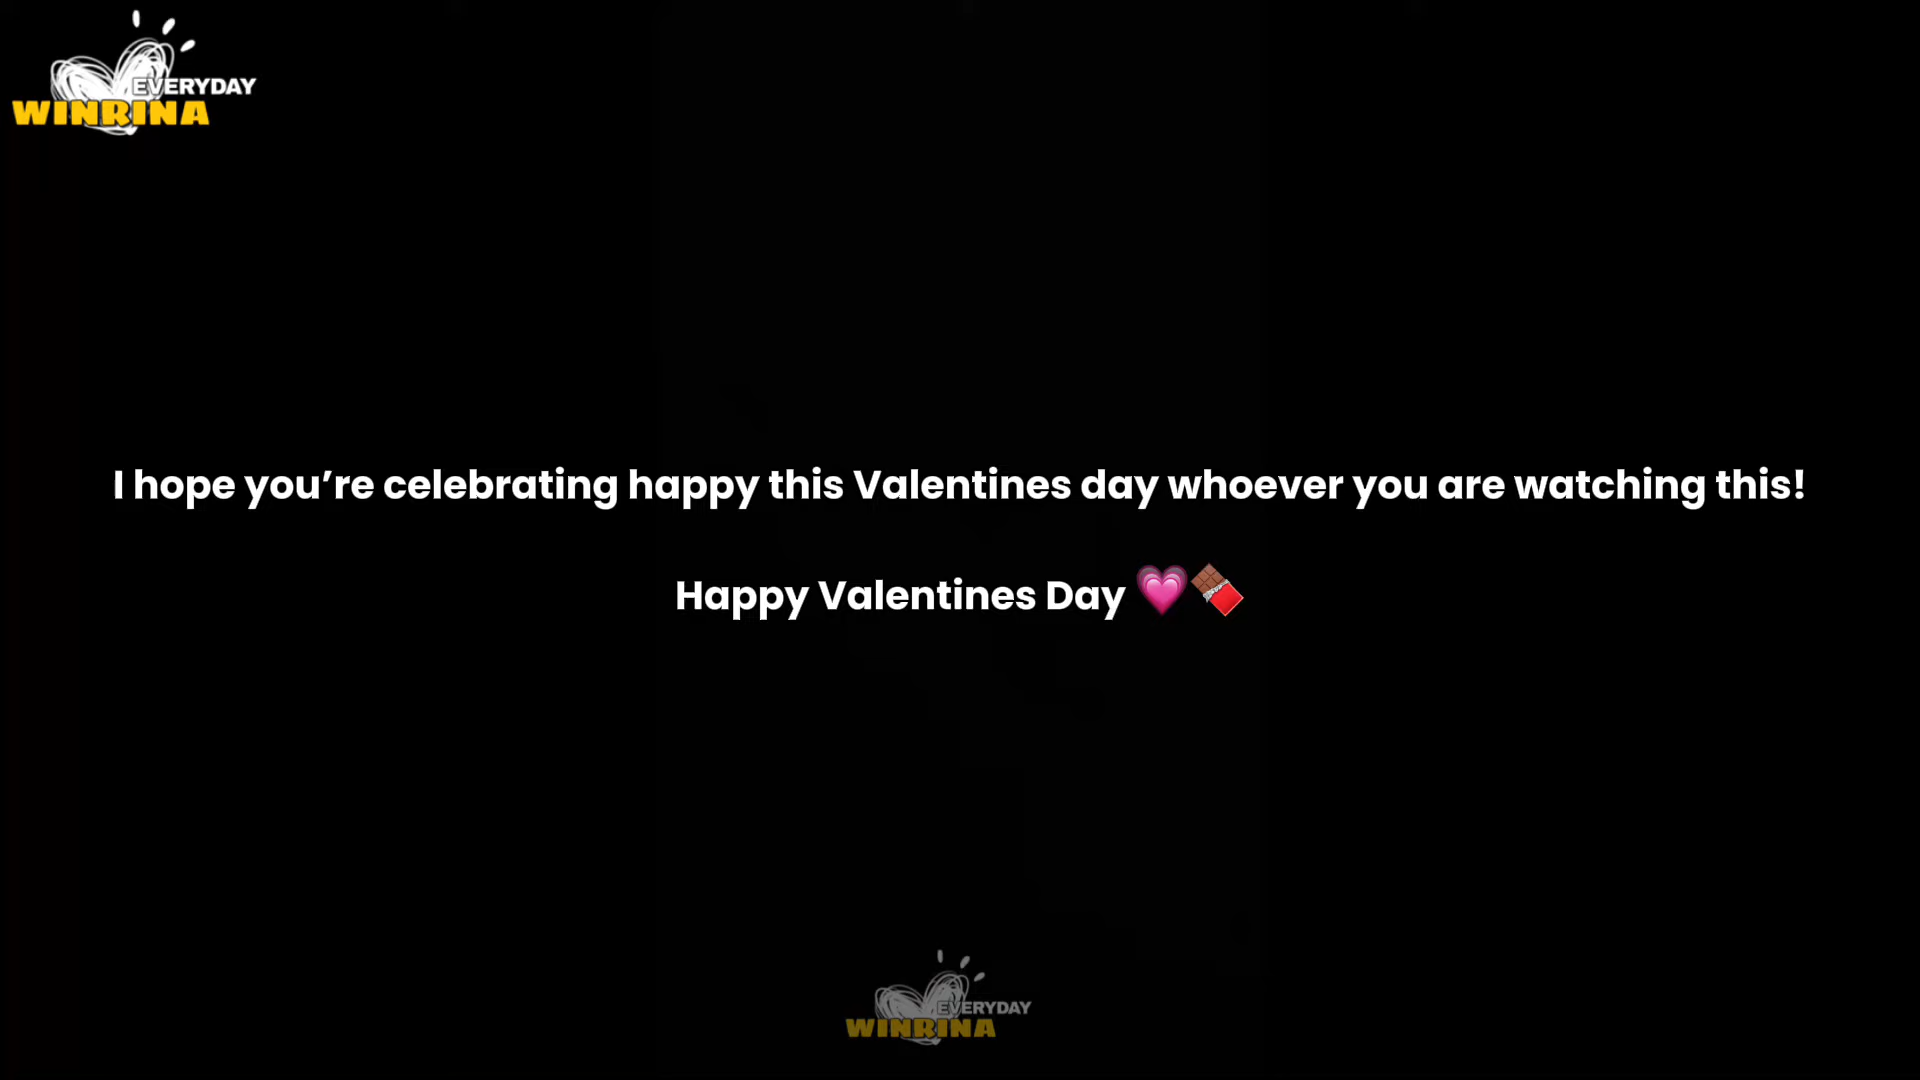 EVERYDAY
WINRINA
I hope you’re celebrating happy this Valentines day whoever you are watching this!
Happy Valentines Day 💗🍫
EVERYDAY
WINRINA